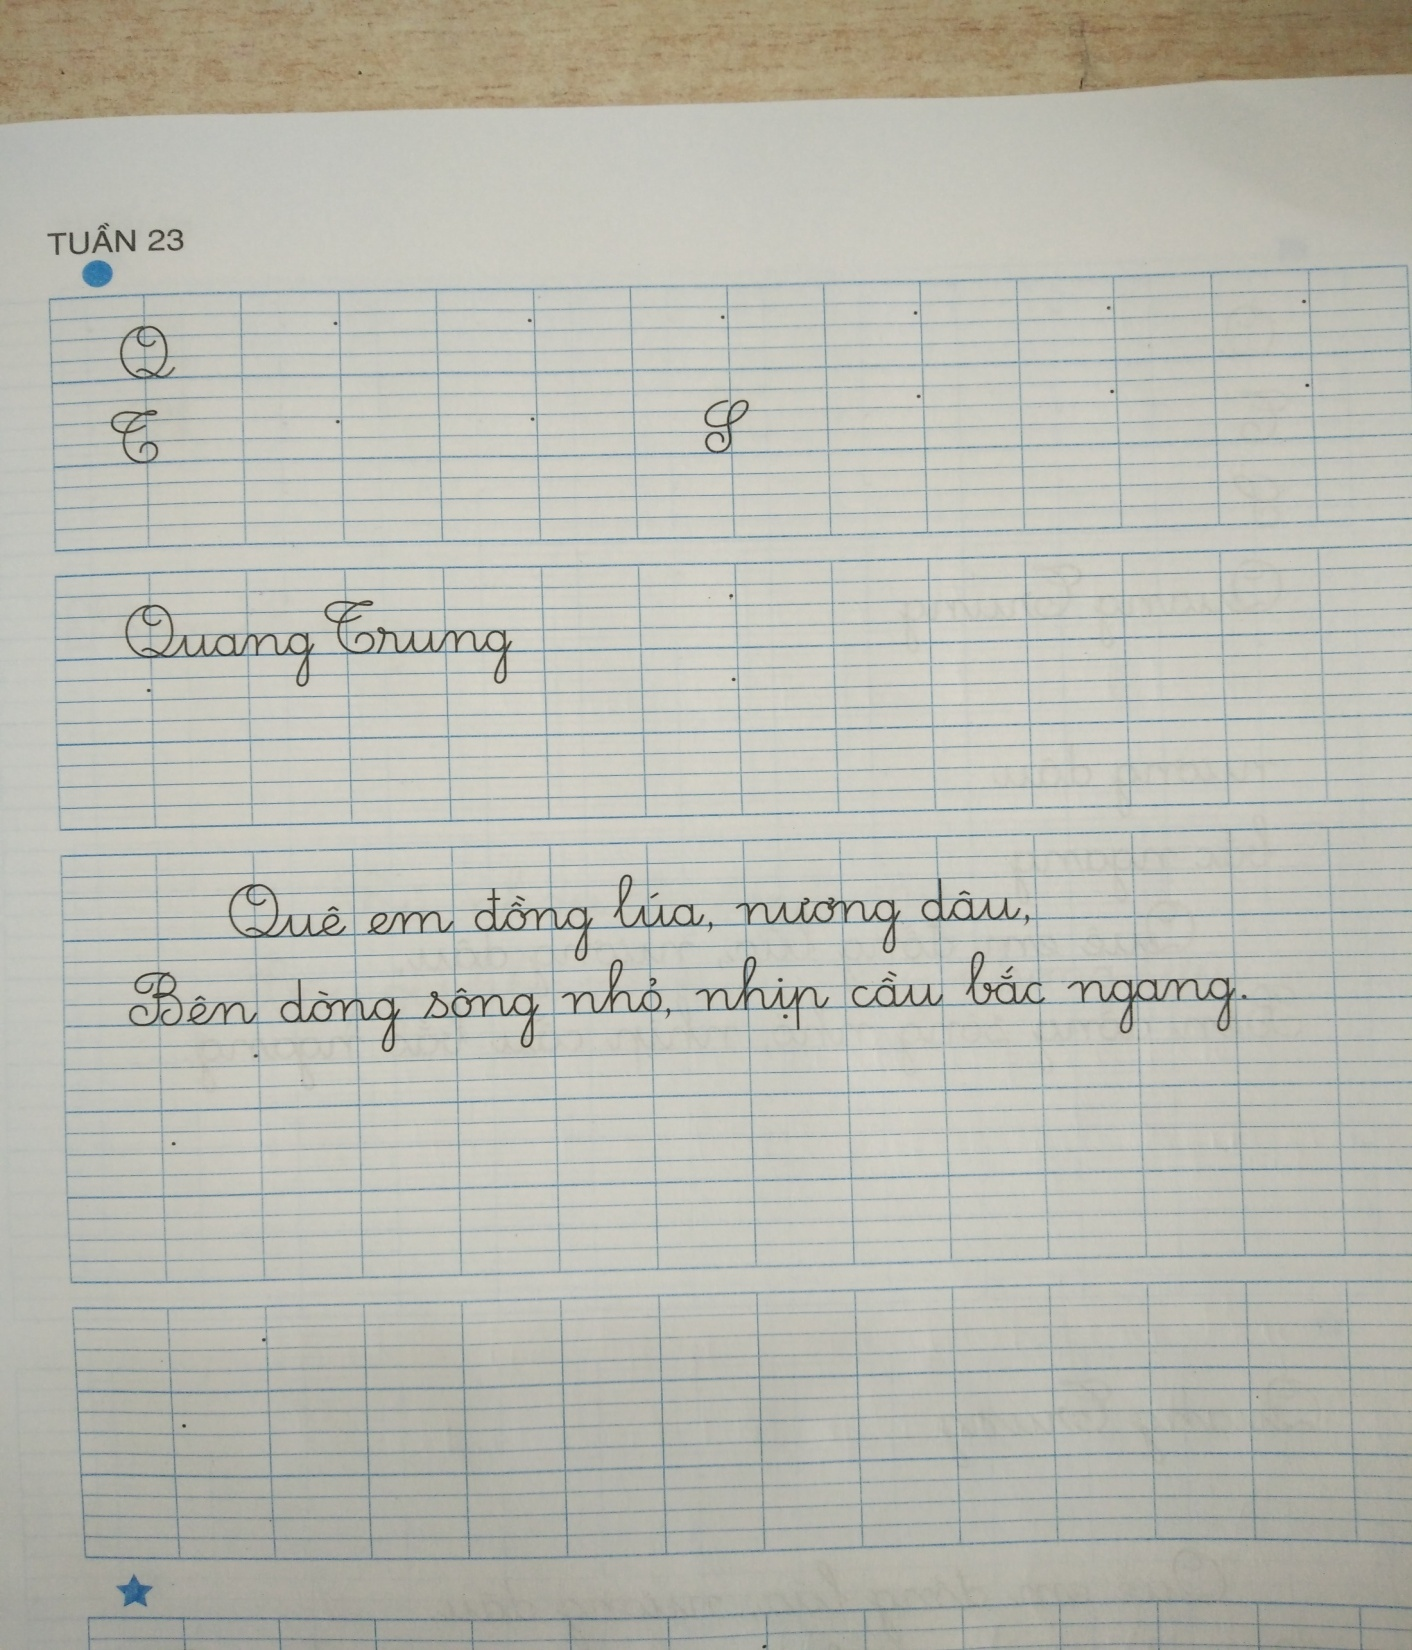 TUẦN 23
Q
T S
Quang Trung
Quê em đồng lúa, nương dâu,
Bên dòng sông nhỏ, nhịp cầu bắc ngang.